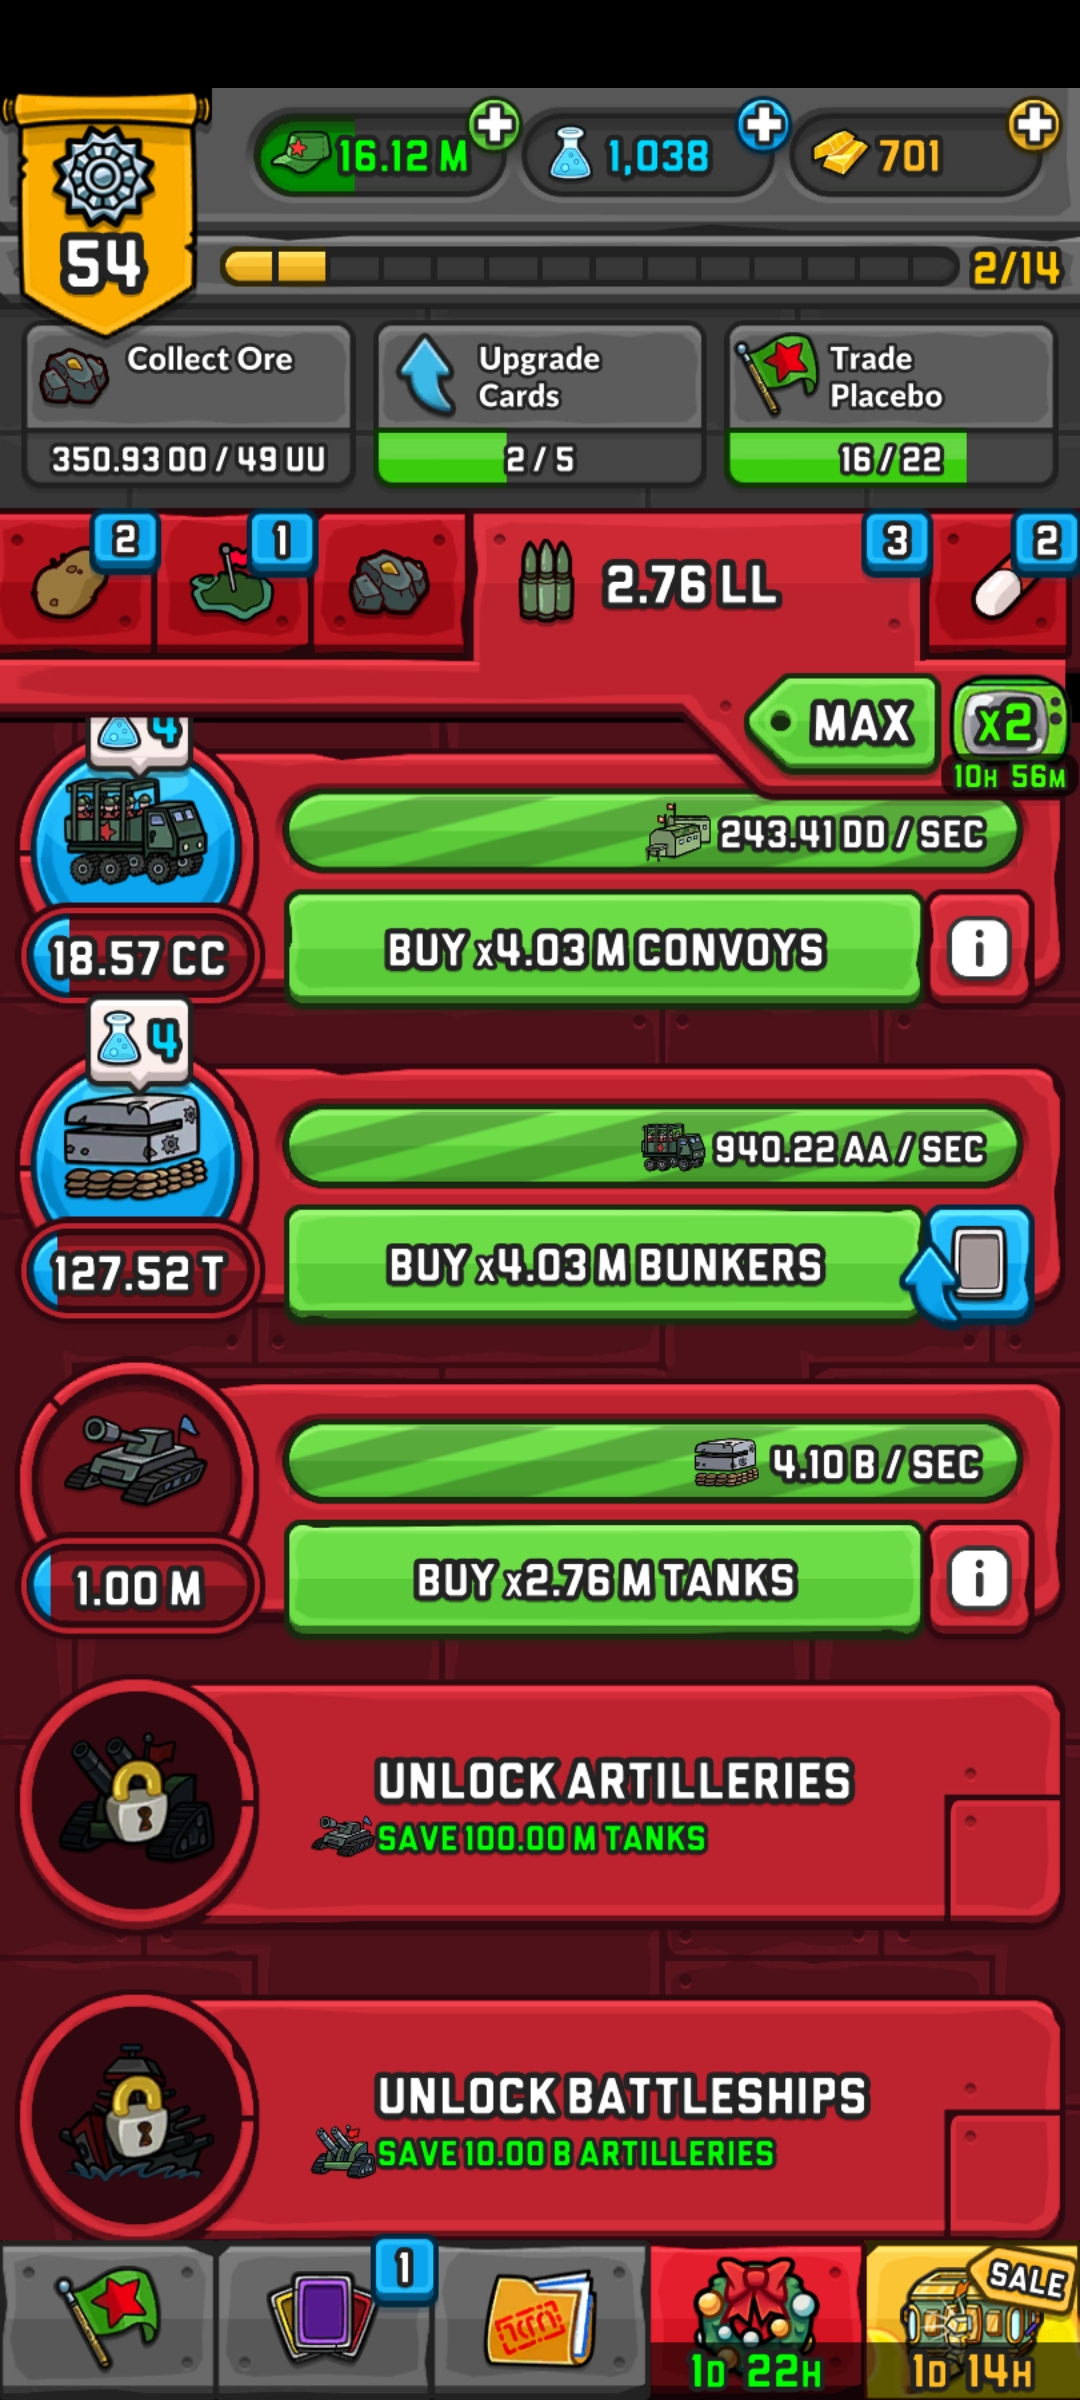 16.12 M
1,038
701
54
2/14
Collect Ore
350.93 OO / 49 UU
Upgrade
Cards
2 / 5
Trade
Placebo
16 / 22
2
1
2.76 LL
3
2
MAX
x2
10H 56M
4
243.41 DD / SEC
18.57 CC
BUY x4.03 M CONVOYS
i
4
940.22 AA / SEC
127.52 T
BUY x4.03 M BUNKERS
4.10 B / SEC
1.00 M
BUY x2.76 M TANKS
i
UNLOCK ARTILLERIES
SAVE 100.00 M TANKS
UNLOCK BATTLESHIPS
SAVE 10.00 B ARTILLERIES
1
SALE
1D 22H
1D 14H